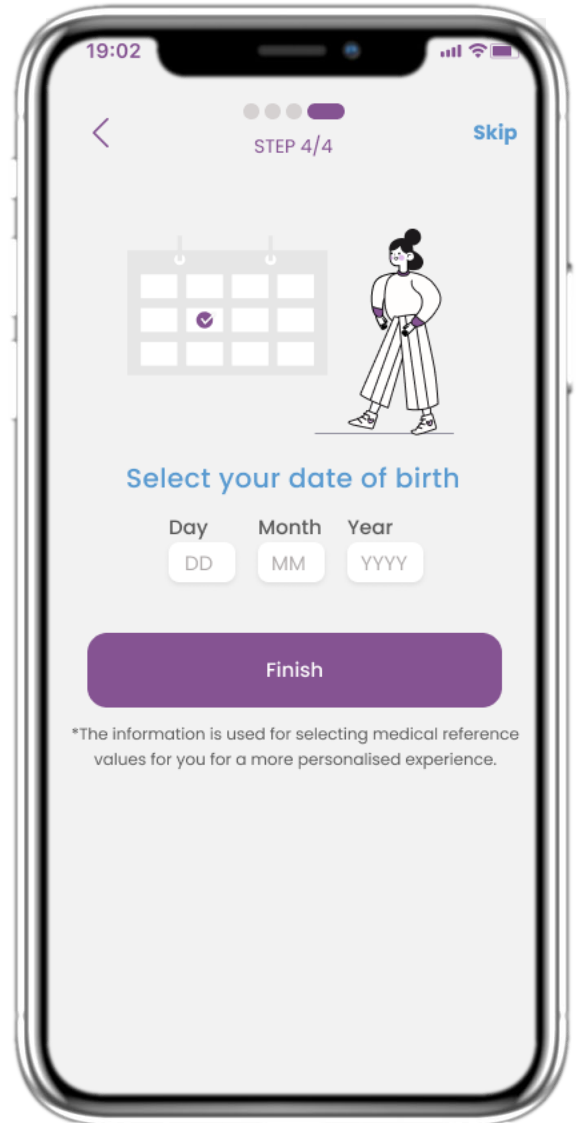 19:02
STEP 4/4
Skip
Select your date of birth
Day Month Year
DD MM YYYY
Finish
*The information is used for selecting medical reference
values for you for a more personalised experience.